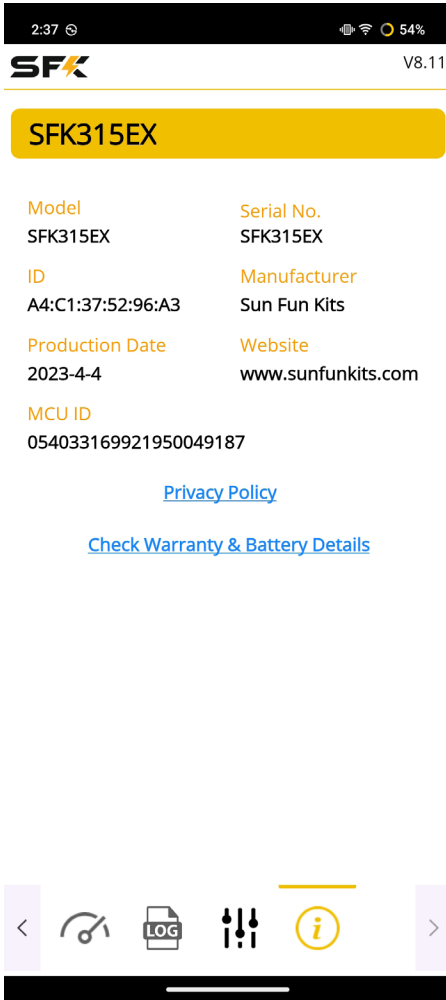 2:37 54%
SFK V8.11
SFK315EX
Model Serial No.
SFK315EX SFK315EX
ID Manufacturer
A4:C1:37:52:96:A3 Sun Fun Kits
Production Date Website
2023-4-4 www.sunfunkits.com
MCU ID
054033169921950049187
Privacy Policy
Check Warranty & Battery Details
LOG